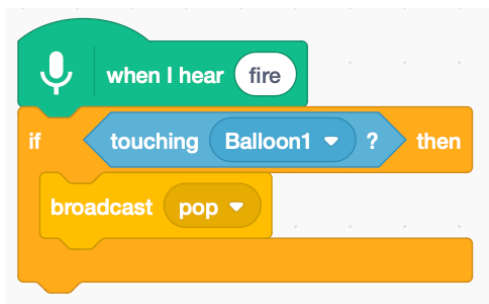 when I hear fire
if touching Balloon1 ? then
broadcast pop